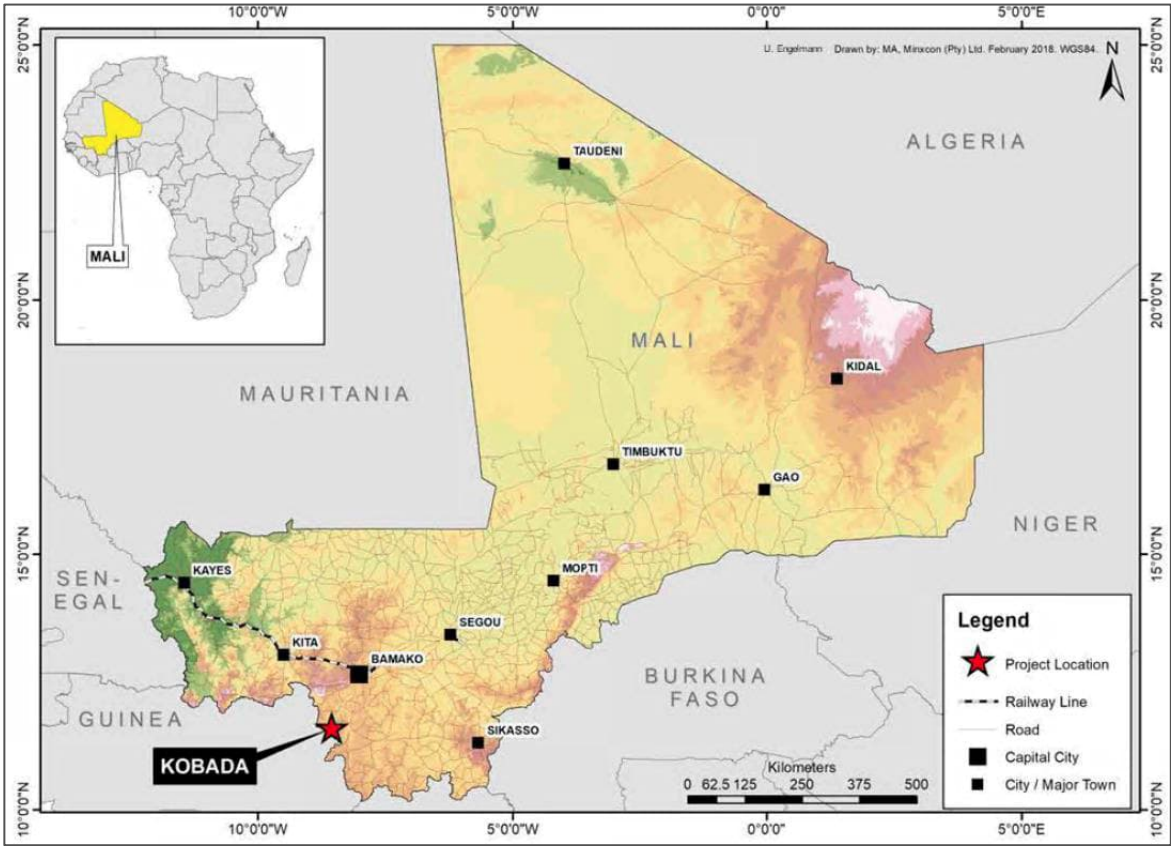 10°0'0"W 5°0'0"W 0°0'0" 5°0'0"E
25°0'0"N 25°0'0"N
U. Engelmann Drawn by: MA, Minxcon (Pty) Ltd. February 2018. WGS84. N
ALGERIA
TAUDENI
MALI
20°0'0"N 20°0'0"N
MALI
KIDAL
MAURITANIA
TIMBUKTU
GAO
NIGER
15°0'0"N 15°0'0"N
SEN-
EGAL
KAYES
MOPTI
SEGOU
KITA
BAMAKO
BURKINA
FASO
GUINEA
SIKASSO
KOBADA
Legend
Project Location
Railway Line
Road
Capital City
City / Major Town
Kilometers
0 62.5 125 250 375 500
10°0'0"N 10°0'0"N
10°0'0"W 5°0'0"W 0°0'0" 5°0'0"E